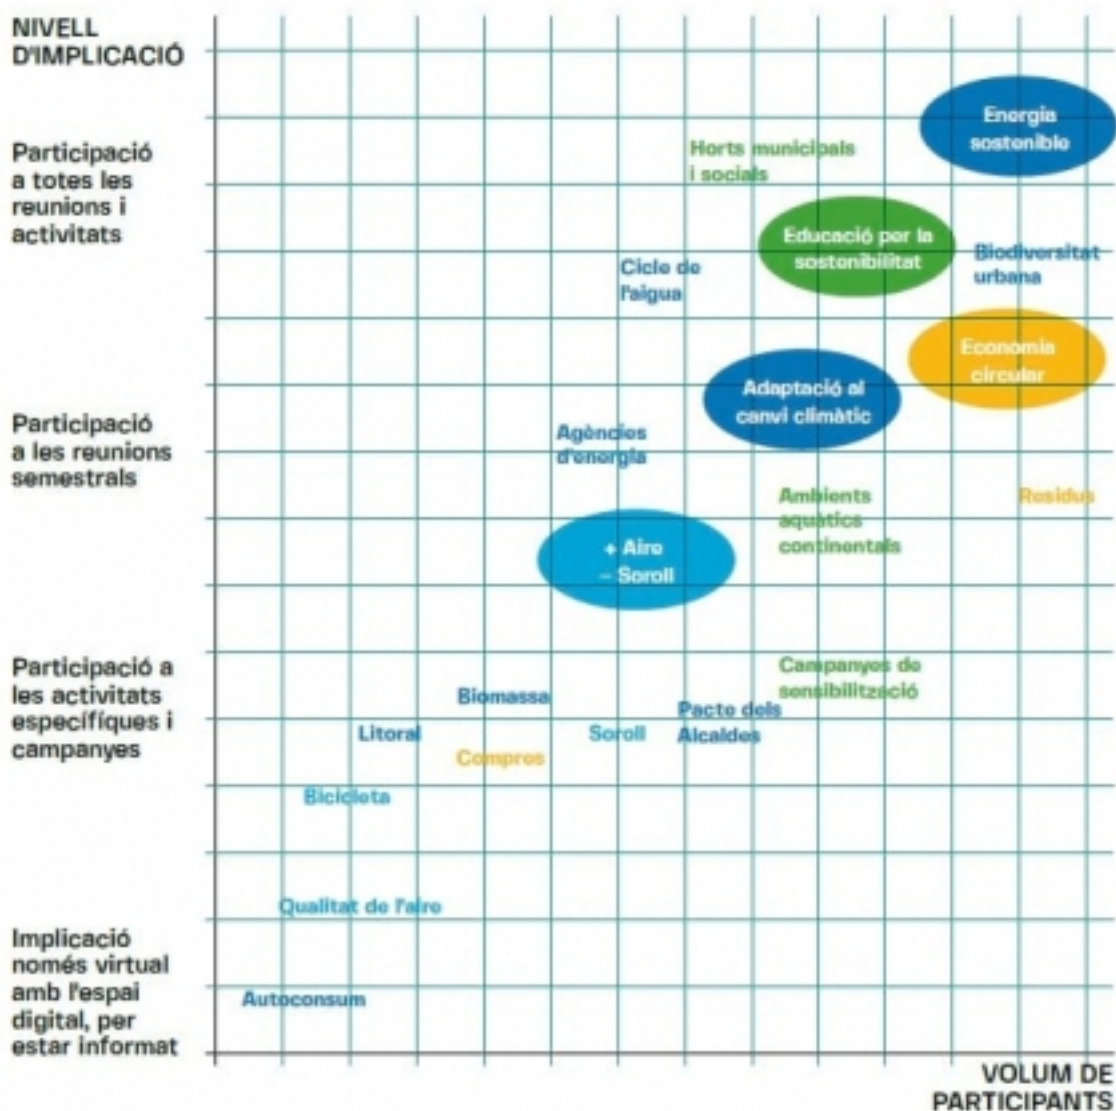 NIVELL
D'IMPLICACIÓ
Participació
a totes les
reunions i
activitats
Participació
a les reunions
semestrals
Participació a
les activitats
específiques i
campanyes
Implicació
només virtual
amb l'espai
digital, per
estar informat
Energia
sostenible
Horts municipals
i socials
Educació per la
sostenibilitat
Biodiversitat
urbana
Cicle de
l'aigua
Economia
circular
Adaptació al
canvi climàtic
Agències
d'energia
Ambients
aquàtics
continentals
Residus
+ Aire
– Soroll
Campanyes de
sensibilització
Biomassa
Pacte dels
Alcaldes
Litoral
Soroll
Compres
Bicicleta
Qualitat de l'aire
Autoconsum
VOLUM DE
PARTICIPANTS